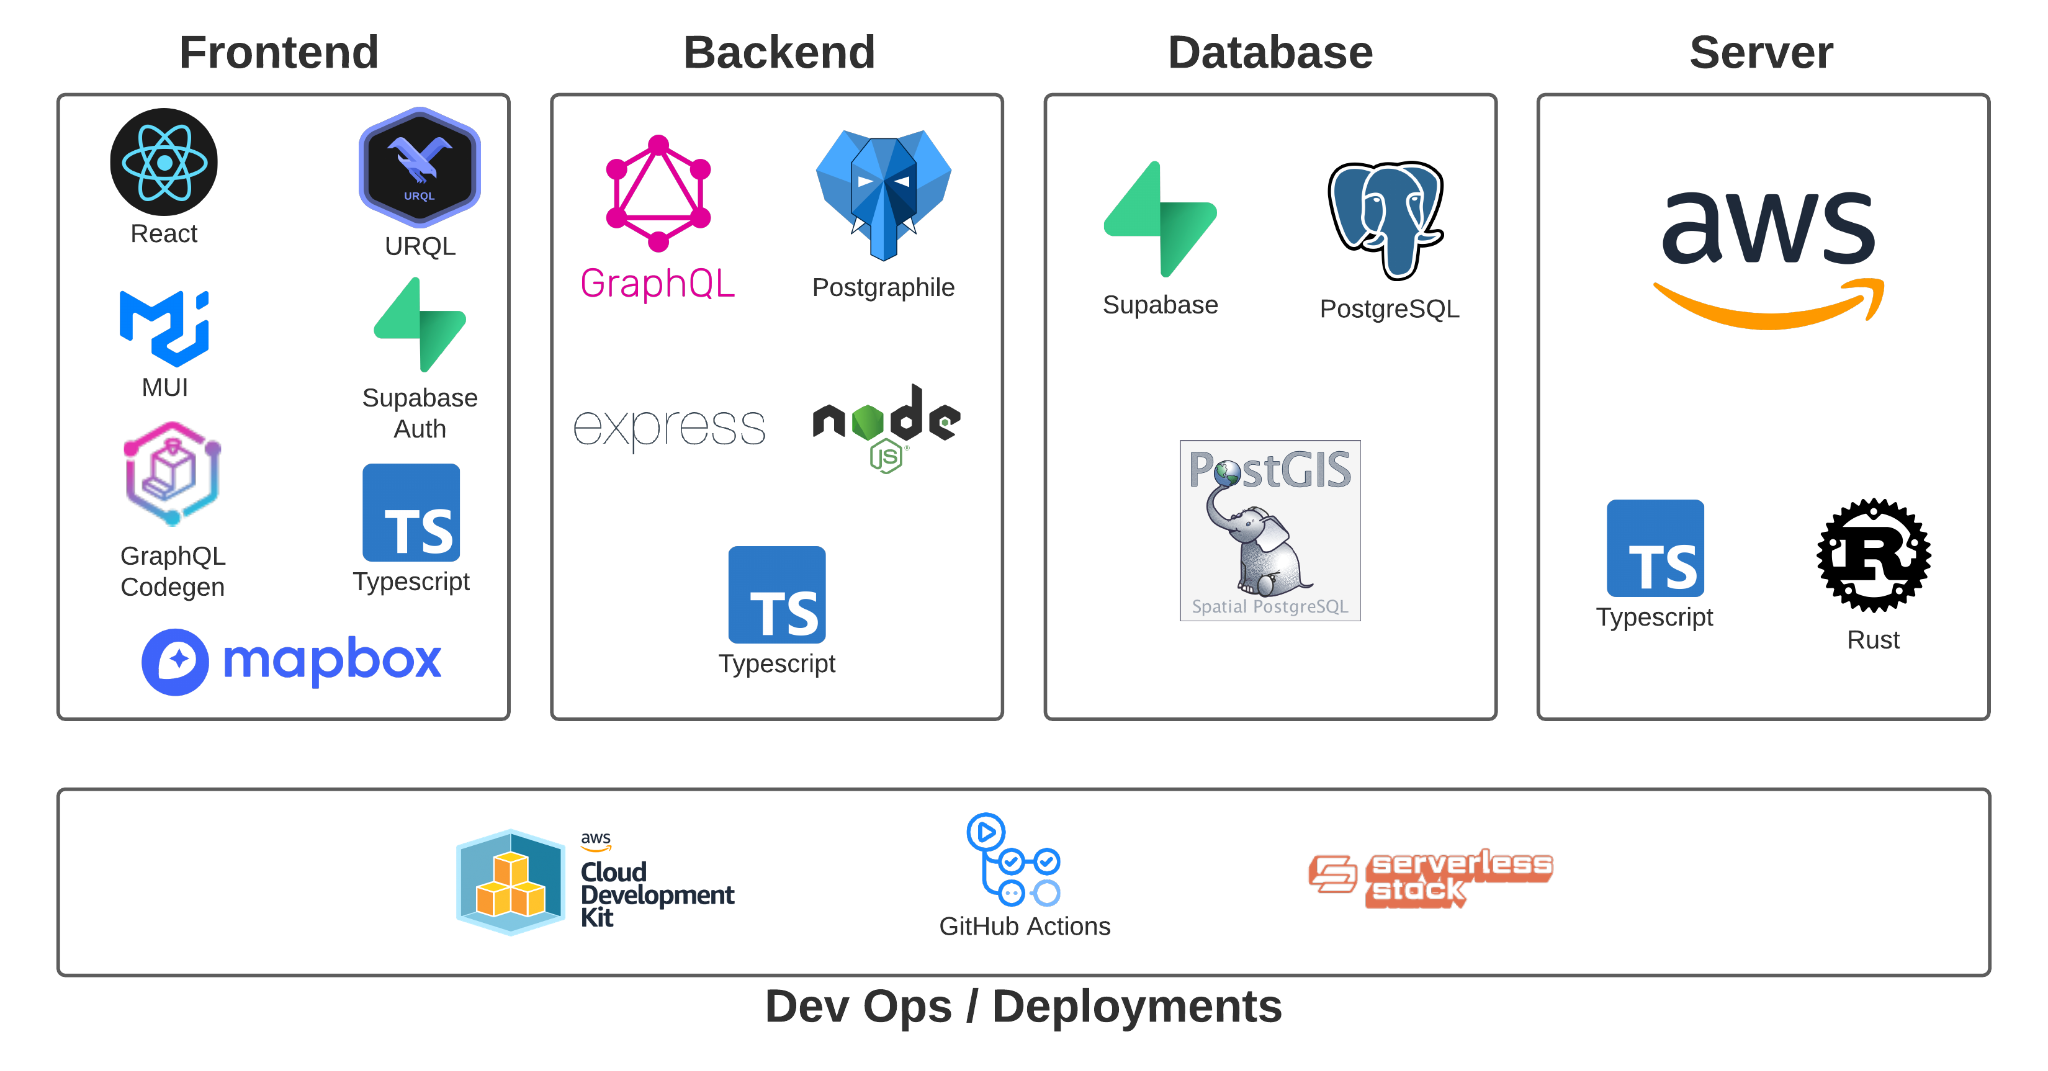 Frontend
Backend
Database
Server
React
URQL
URQL
MUI
Supabase
Auth
GraphQL
Codegen
TS
Typescript
mapbox
GraphQL
Postgraphile
express
node
JS
TS
Typescript
Supabase
PostgreSQL
PostGIS
Spatial PostgreSQL
aws
TS
Typescript
R
Rust
aws
Cloud
Development
Kit
GitHub Actions
serverless
stack
Dev Ops / Deployments